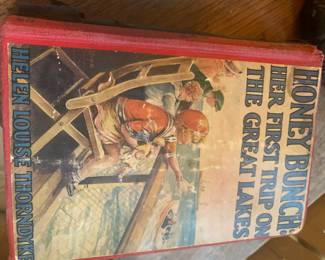 HONEY BUNCH:
HER FIRST TRIP ON
THE GREAT LAKES
HELEN LOUISE THORNDYKE